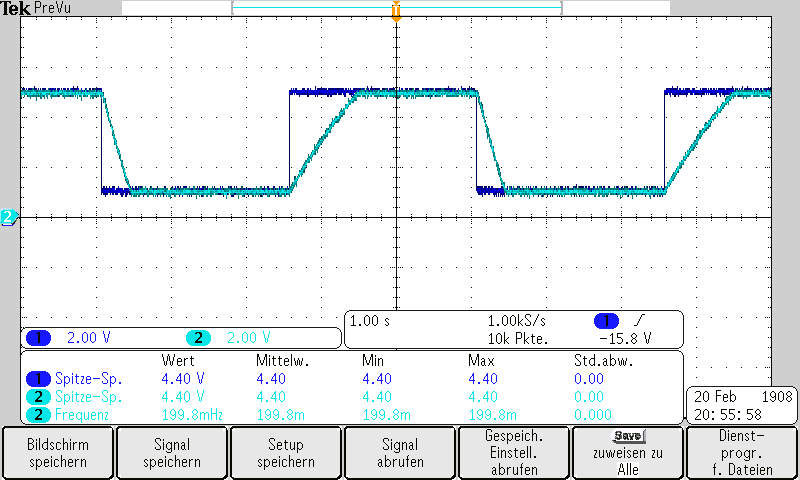 Tek PreVu
T
2
1 2.00 V 2 2.00 V
1.00 s 1.00kS/s 1
10k Pkte. −15.8 V
Wert Mittelw. Min Max Std.abw.
1 Spitze−Sp. 4.40 V 4.40 4.40 4.40 0.00
2 Spitze−Sp. 4.40 V 4.40 4.40 4.40 0.00
2 Frequenz 199.8mHz 199.8m 199.8m 199.8m 0.000
20 Feb 1908
20:55:58
Bildschirm
speichern
Signal
speichern
Setup
speichern
Signal
abrufen
Gespeich.
Einstell.
abrufen
Save
zuweisen zu
Alle
Dienst−
progr.
f. Dateien